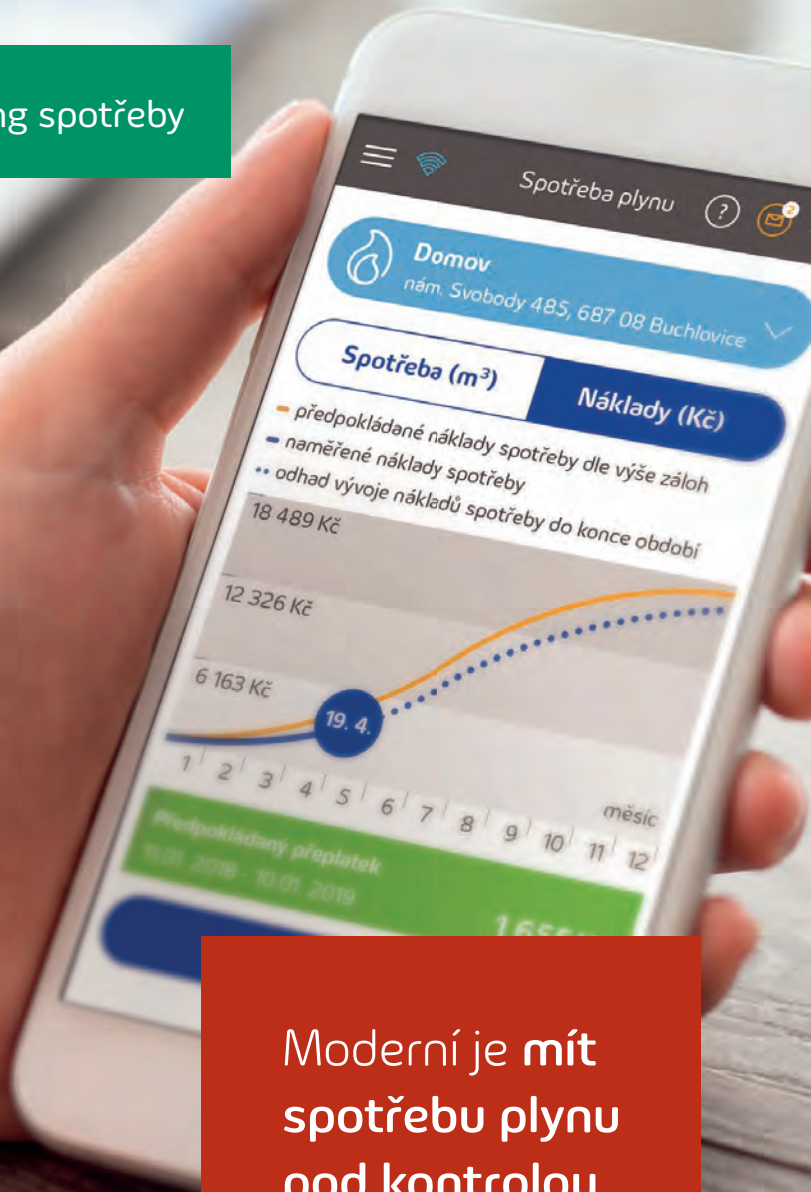 ng spotřeby
Spotřeba plynu ? 2
Domov
nám. Svobody 485, 687 08 Buchlovice
Spotřeba (m³) Náklady (Kč)
předpokládané náklady spotřeby dle výše záloh
naměřené náklady spotřeby
odhad vývoje nákladů spotřeby do konce období
18 489 Kč
12 326 Kč
6 163 Kč
19. 4.
měsíc
1 2 3 4 5 6 7 8 9 10 11 12
Předpokládaný přeplatek
11.01. 2018 - 10.01. 2019
Moderní je mít
spotřebu plynu
pod kontrolou